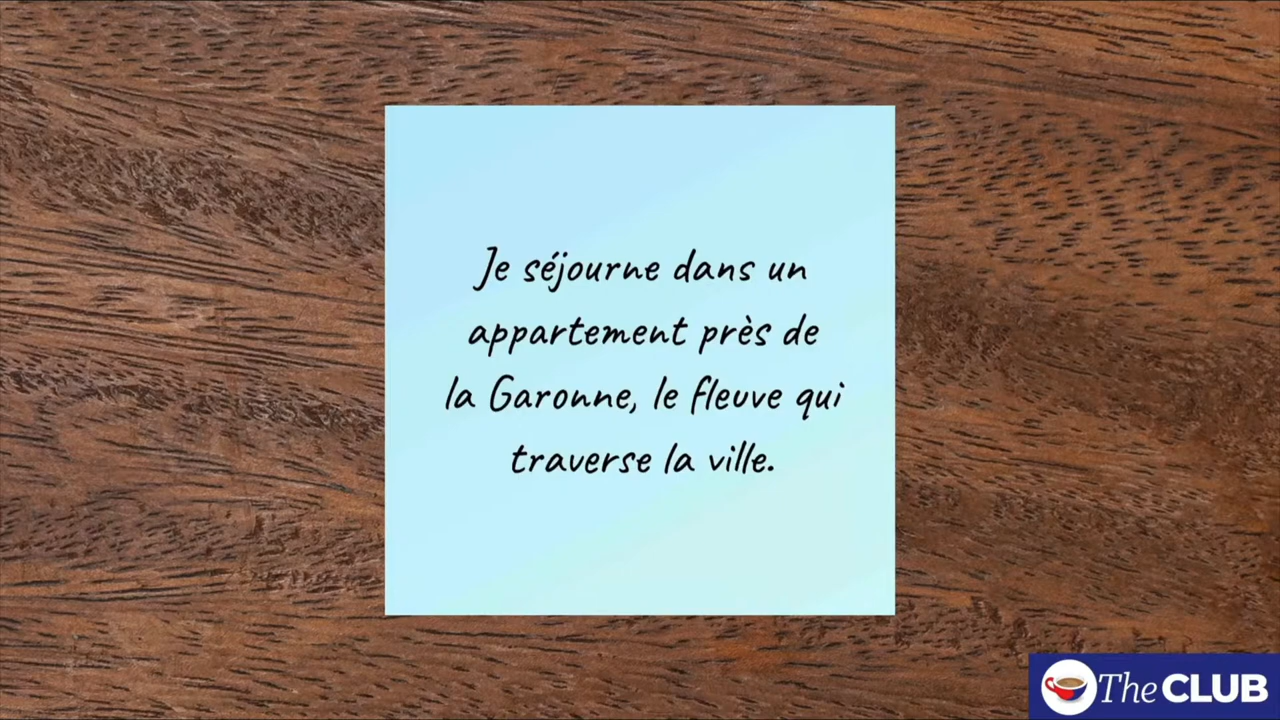 Je séjourne dans un
appartement près de
la Garonne, le fleuve qui
traverse la ville.
The CLUB